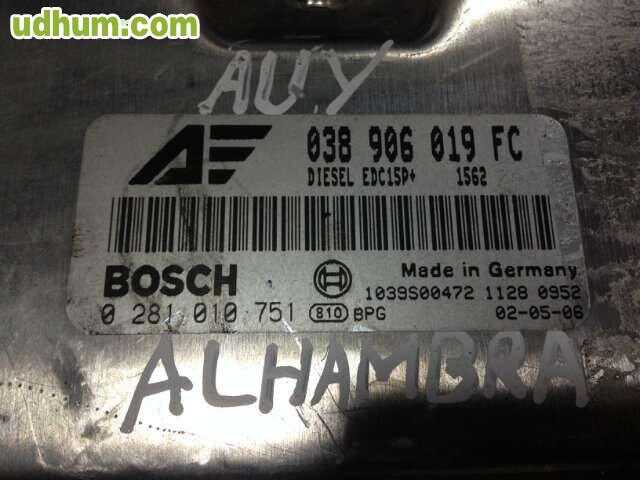 udhum.com
AUY
038 906 019 FC
DIESEL EDC15P+ 1562
BOSCH
Made in Germany
1039S00472 1128 0952
0 281 010 751 810 BPG 02-05-06
ALHAMBRA